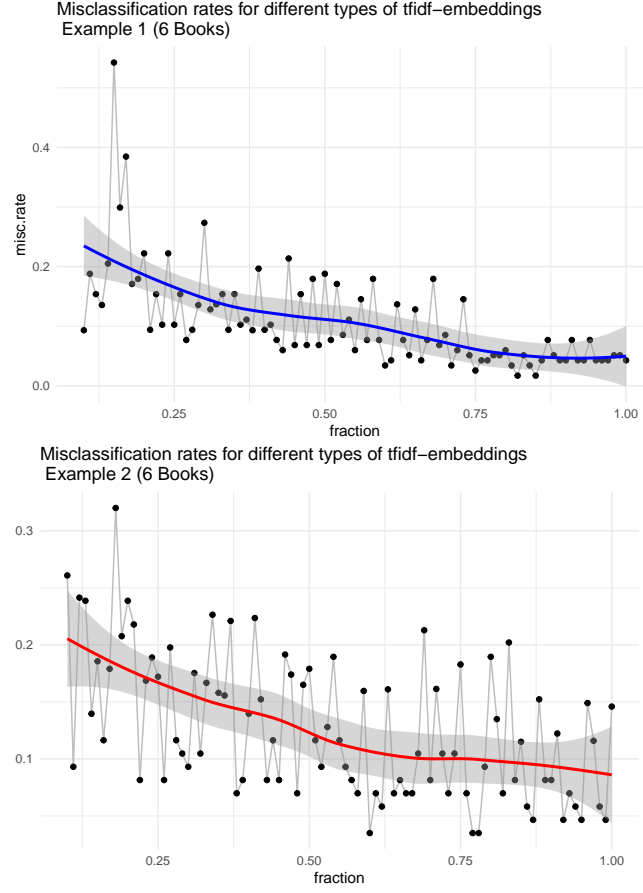 Misclassification rates for different types of tfidf−embeddings
Example 1 (6 Books)
0.4
0.2
0.0
misc.rate
0.25
0.50
0.75
1.00
fraction
Misclassification rates for different types of tfidf−embeddings
Example 2 (6 Books)
0.3
0.2
0.1
0.25
0.50
0.75
1.00
fraction